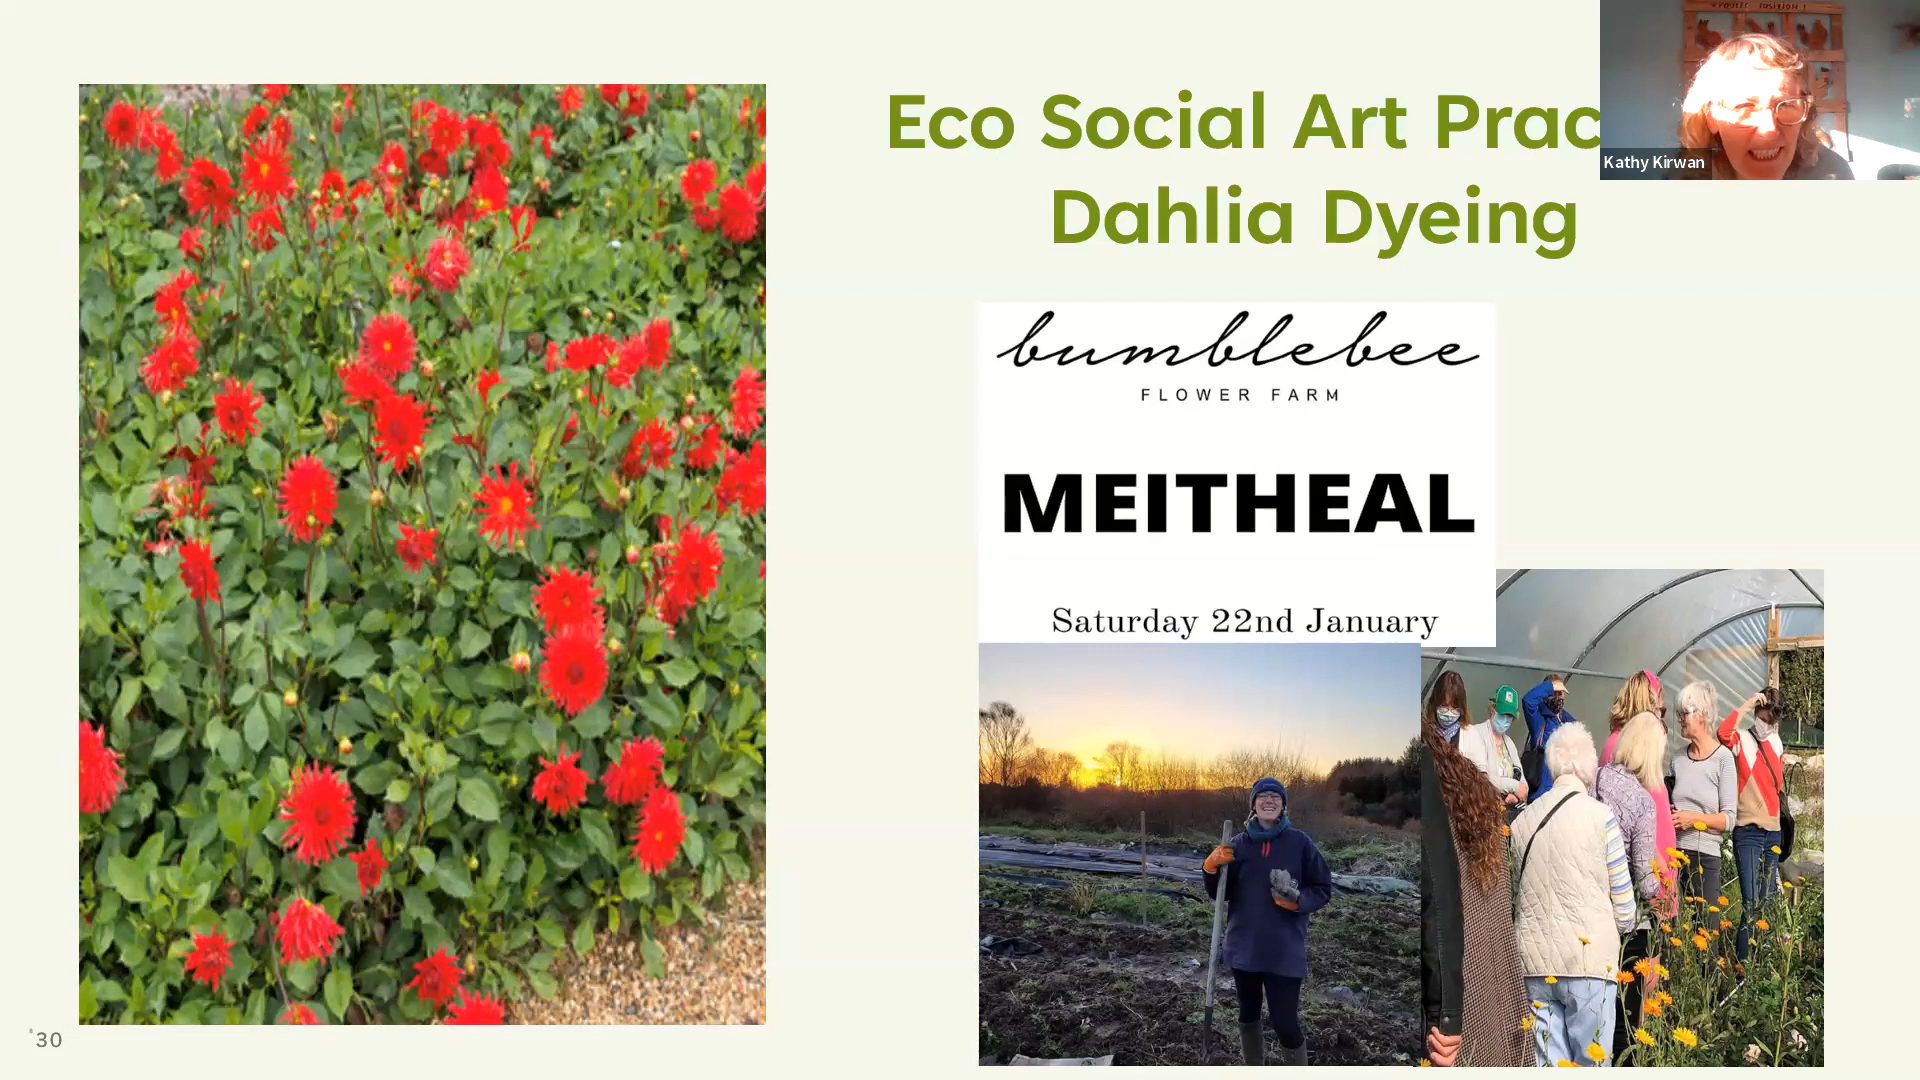 Eco Social Art Prac
Dahlia Dyeing
Kathy Kirwan
bumblebee
FLOWER FARM
MEITHEAL
Saturday 22nd January
30